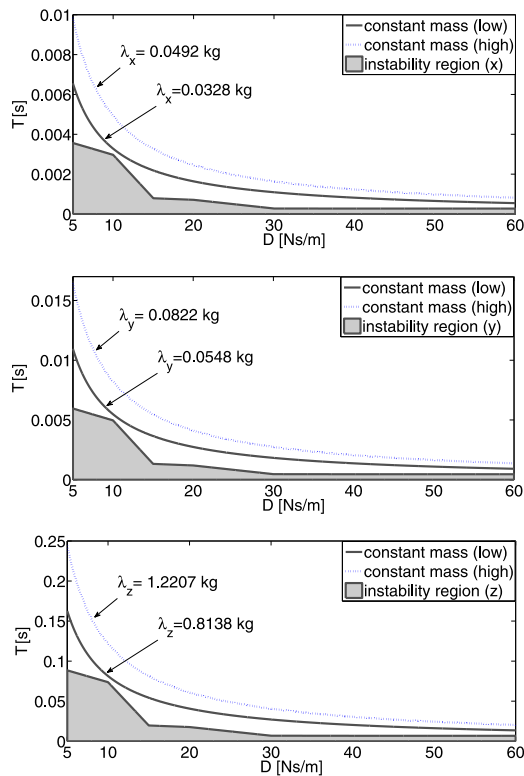 0.01
0.008
0.006
0.004
0.002
0
T[s]
λx = 0.0492 kg
λx=0.0328 kg
constant mass (low)
constant mass (high)
instability region (x)
5 10 20 30 40 50 60
D [Ns/m]
0.015
0.01
0.005
0
T[s]
λy = 0.0822 kg
λy=0.0548 kg
constant mass (low)
constant mass (high)
instability region (y)
5 10 20 30 40 50 60
D [Ns/m]
0.25
0.2
0.15
0.1
0.05
0
T[s]
λz = 1.2207 kg
λz=0.8138 kg
constant mass (low)
constant mass (high)
instability region (z)
5 10 20 30 40 50 60
D [Ns/m]